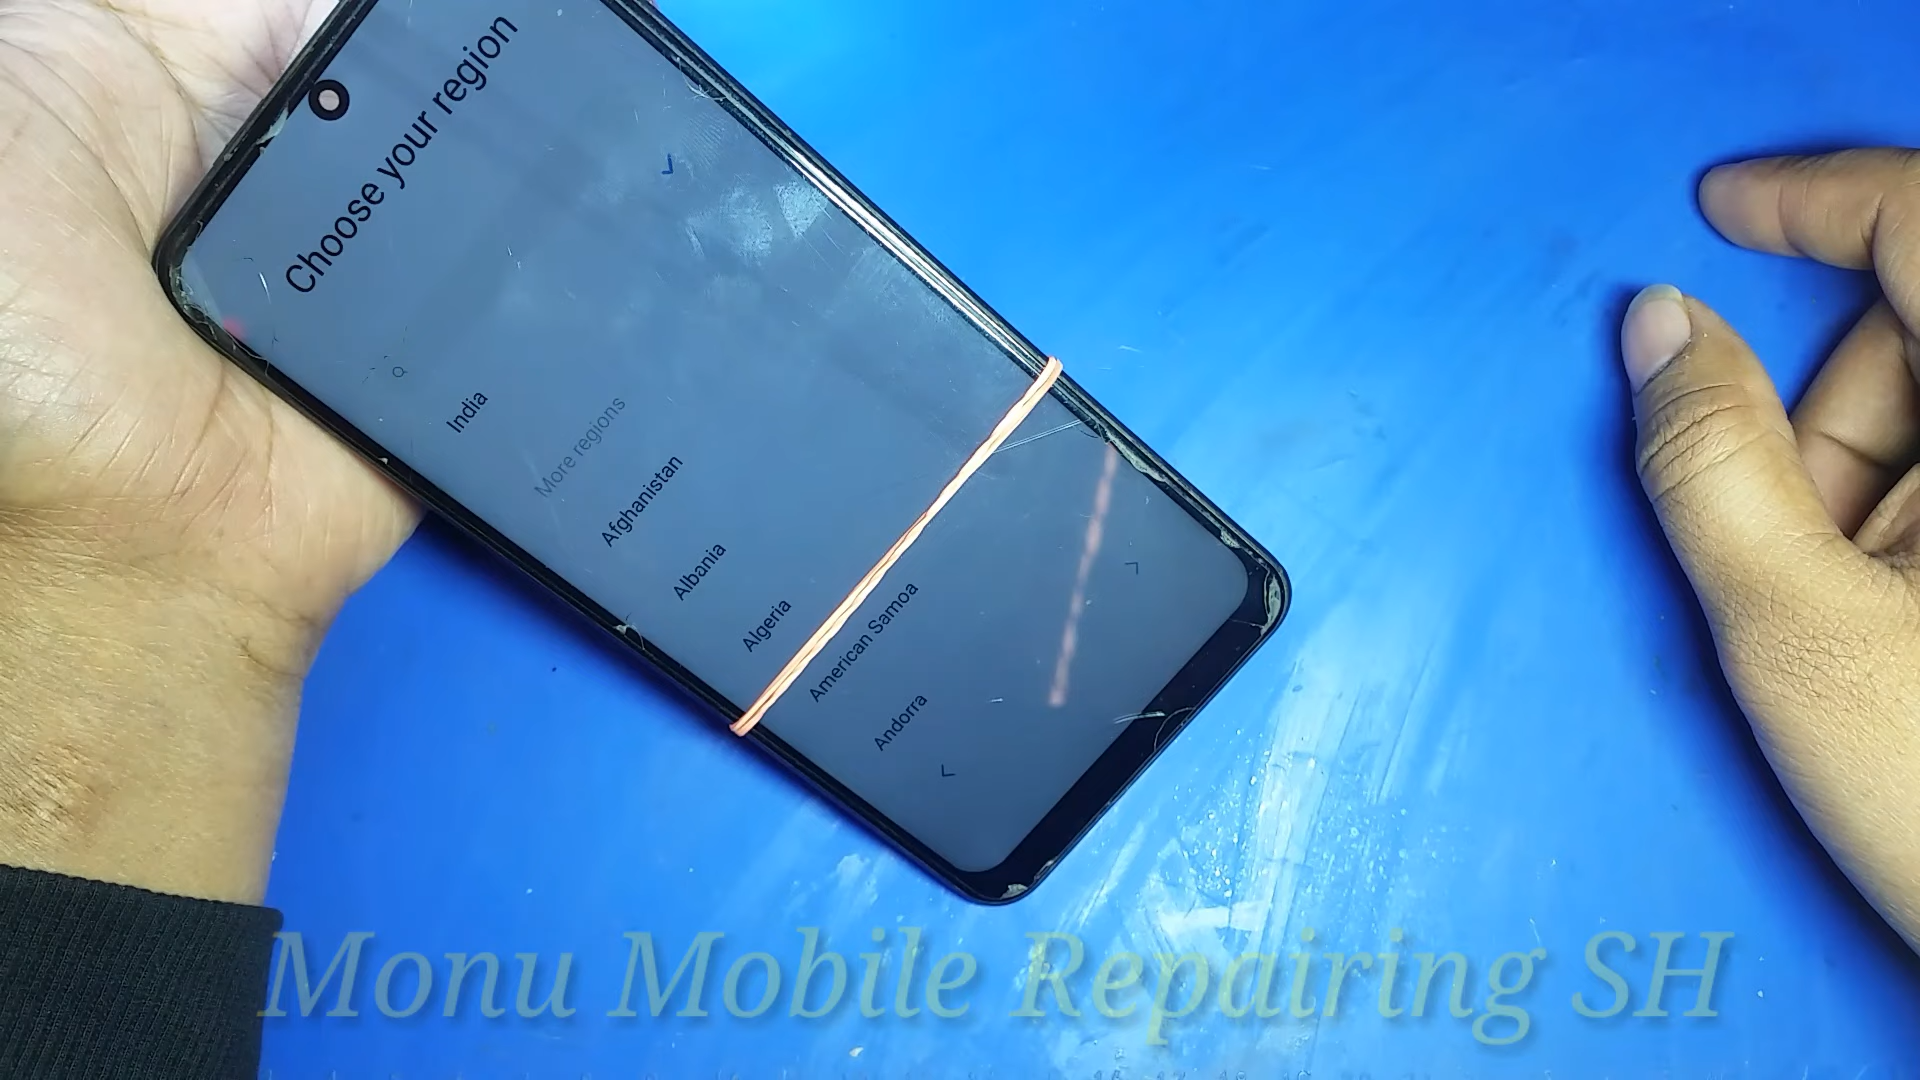 Choose your region
India
More regions
Afghanistan
Albania
Algeria
American Samoa
Andorra
Monu Mobile Repairing SH